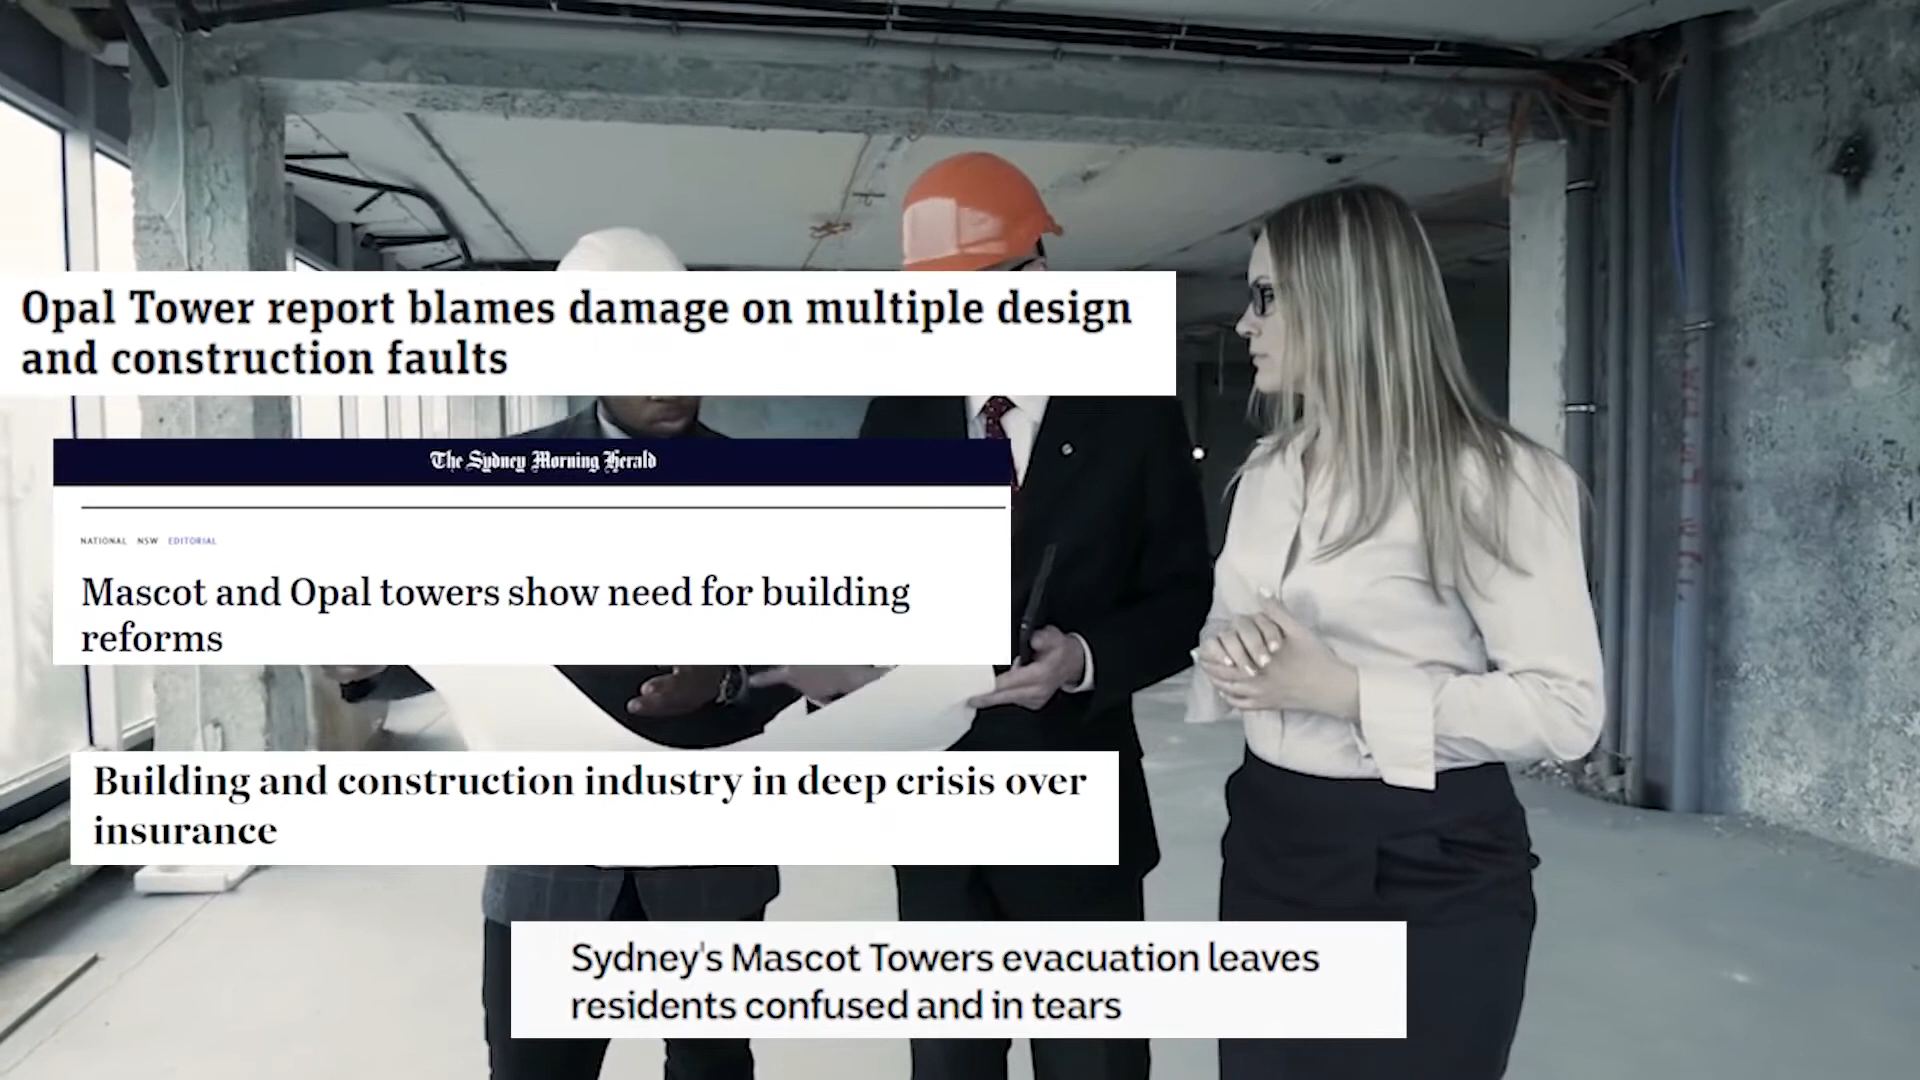 Opal Tower report blames damage on multiple design
and construction faults
The Sydney Morning Herald
NATIONAL NSW EDITORIAL
Mascot and Opal towers show need for building
reforms
Building and construction industry in deep crisis over
insurance
Sydney's Mascot Towers evacuation leaves
residents confused and in tears